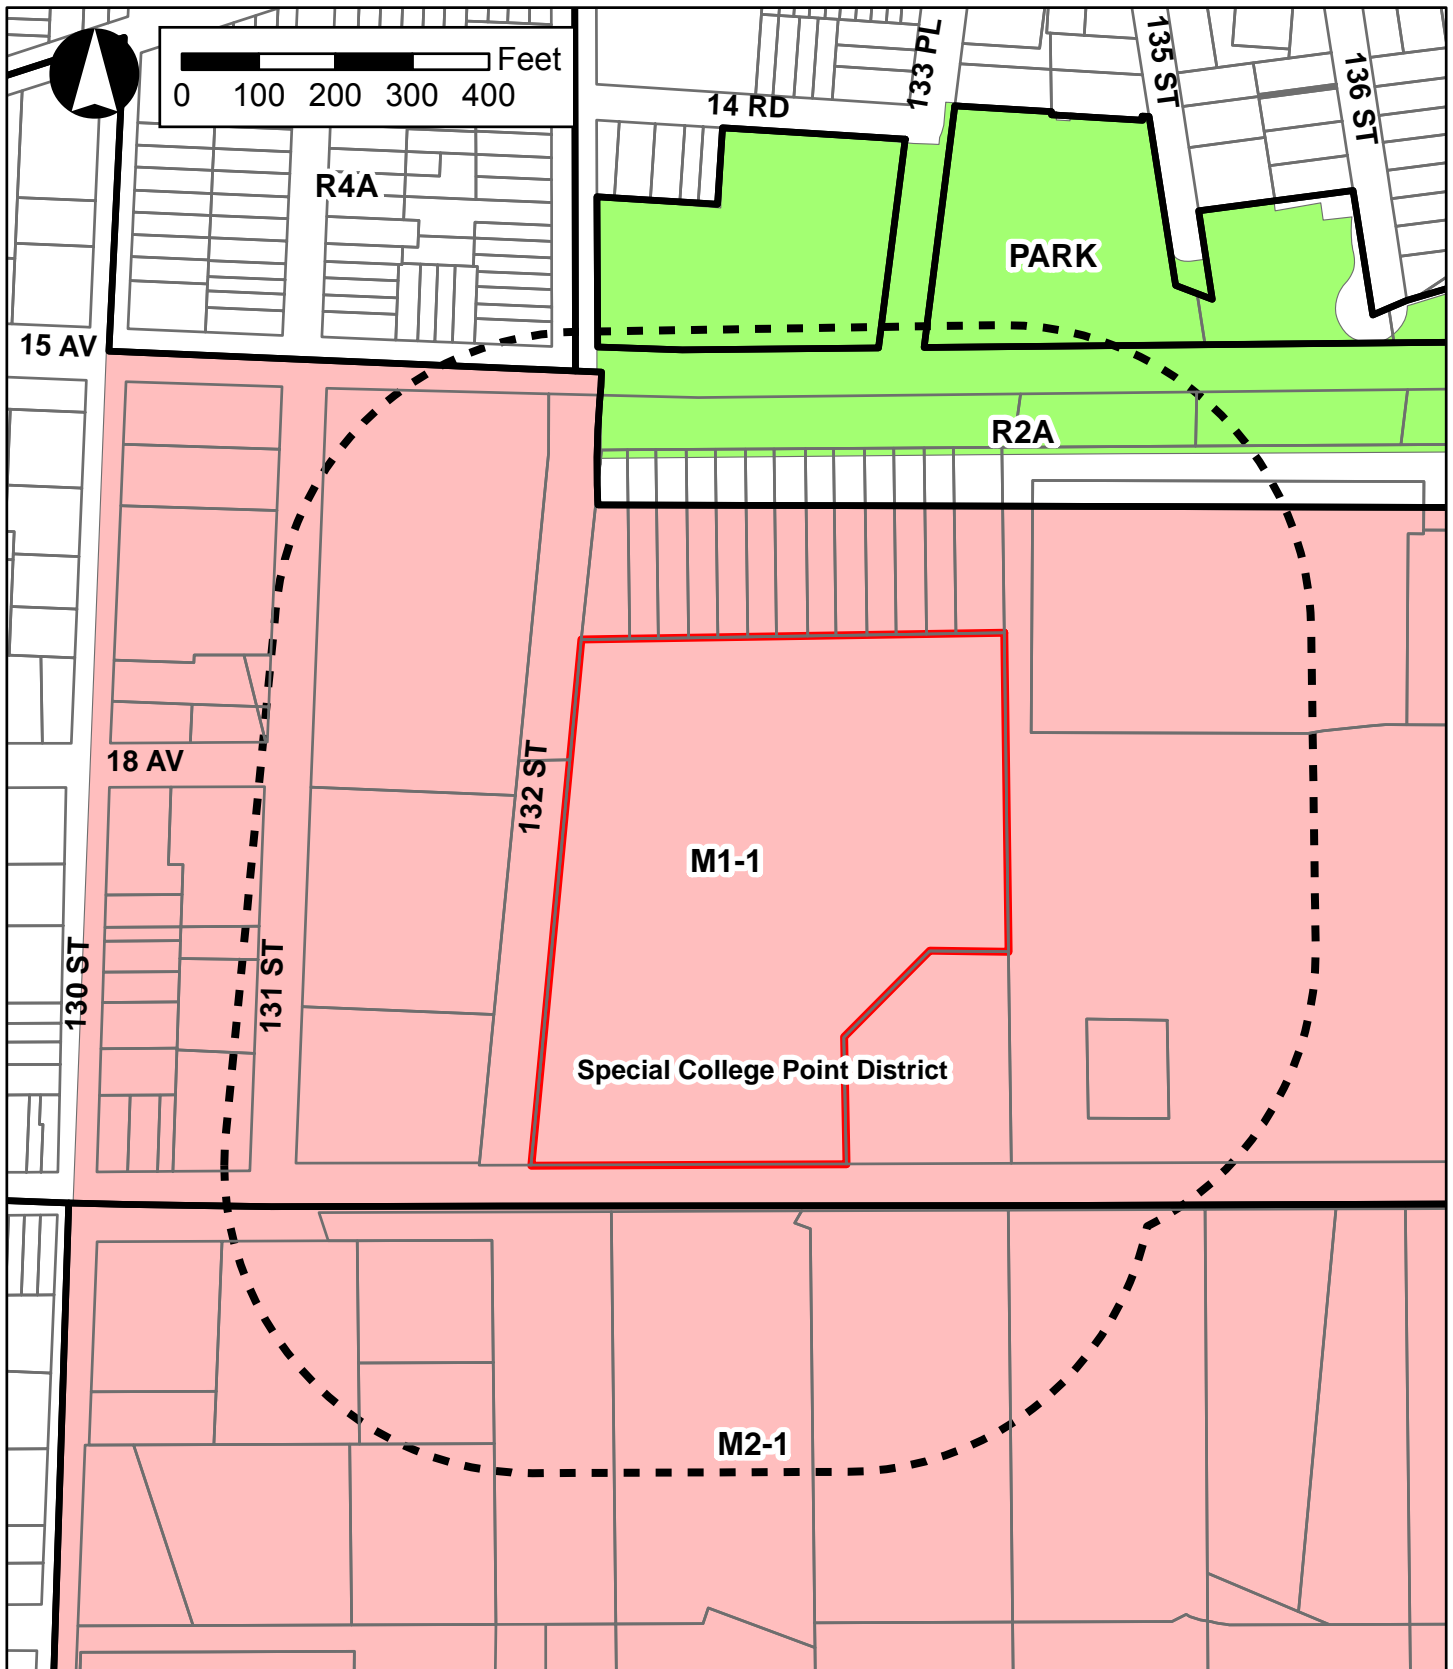 Feet
0 100 200 300 400
133 PL
135 ST
136 ST
14 RD
R4A
PARK
15 AV
R2A
18 AV
132 ST
M1-1
130 ST
131 ST
Special College Point District
M2-1